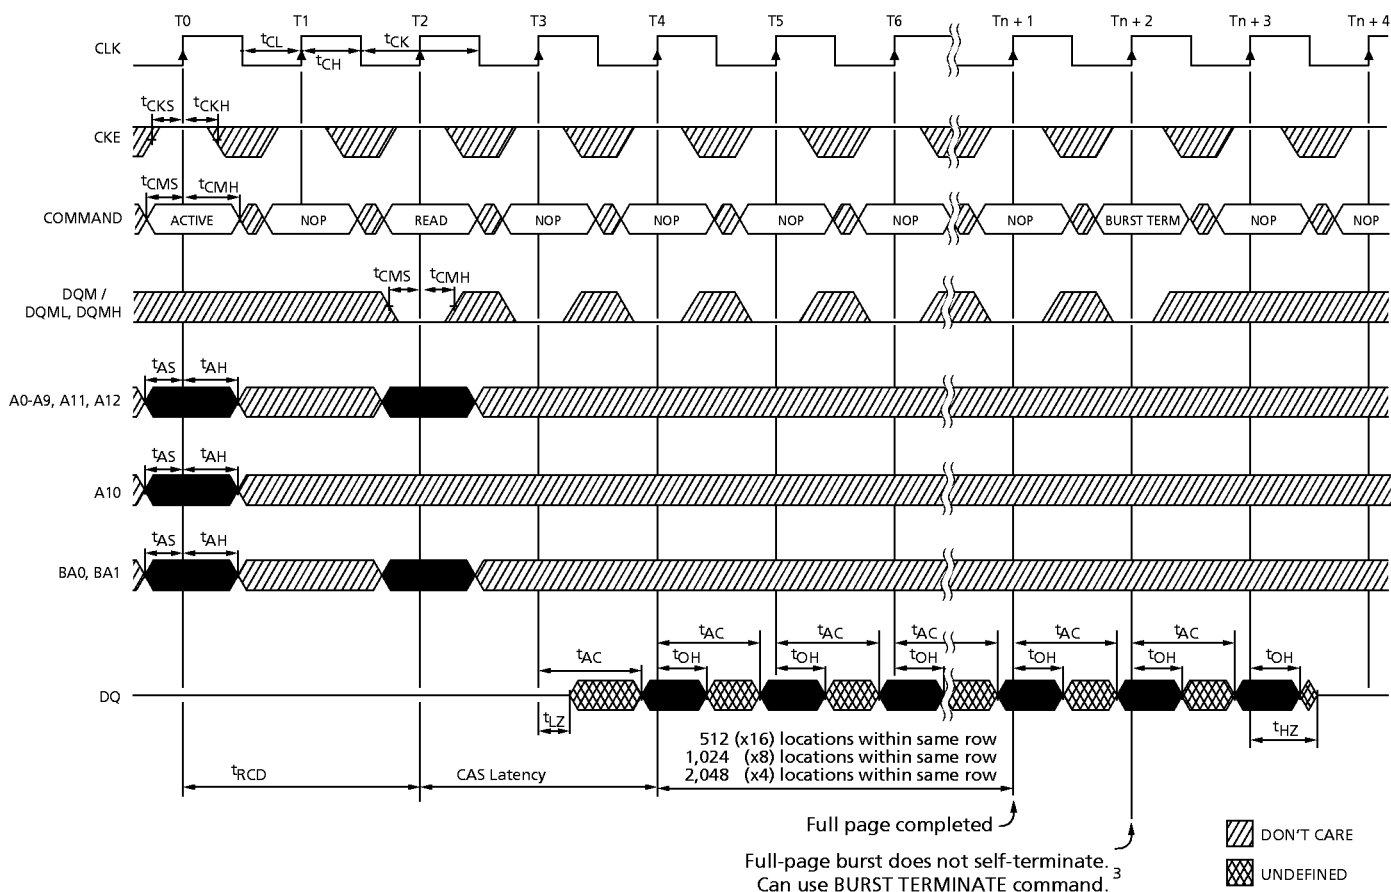 T0 T1 T2 T3 T4 T5 T6 Tn + 1 Tn + 2 Tn + 3 Tn + 4
CLK tCL tCH tCK
tCKS tCKH
CKE
tCMS tCMH
COMMAND ACTIVE NOP READ NOP NOP NOP NOP NOP BURST TERM NOP NOP
tCMS tCMH
DQM /
DQML, DQMH
tAS tAH
A0-A9, A11, A12
tAS tAH
A10
tAS tAH
BA0, BA1
tAC tAC tAC tAC tAC tAC
tOH tOH tOH tOH tOH tOH
DQ
tLZ tHZ
512 (x16) locations within same row
1,024 (x8) locations within same row
2,048 (x4) locations within same row
tRCD CAS Latency
Full page completed
Full-page burst does not self-terminate. 3
Can use BURST TERMINATE command.
DON'T CARE
UNDEFINED